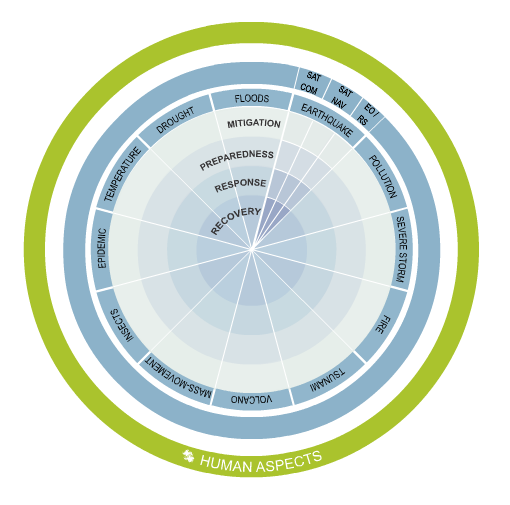 SAT
COM
SAT
NAV
EO/
RS
FLOODS
EARTHQUAKE
POLLUTION
SEVERE STORM
FIRE
TSUNAMI
VOLCANO
MASS-MOVEMENT
INSECTS
EPIDEMIC
TEMPERATURE
DROUGHT
MITIGATION
PREPAREDNESS
RESPONSE
RECOVERY
HUMAN ASPECTS